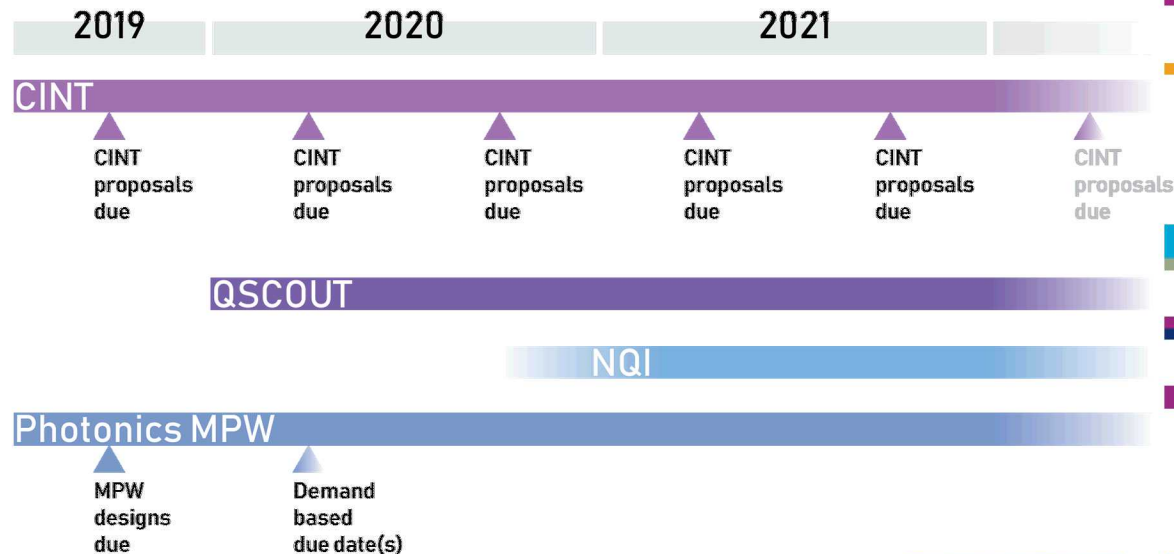 2019 2020 2021
CINT
CINT CINT CINT CINT CINT CINT
proposals proposals proposals proposals proposals proposals
due due due due due due
QSCOUT
NQI
Photonics MPW
MPW Demand
designs based
due due date(s)